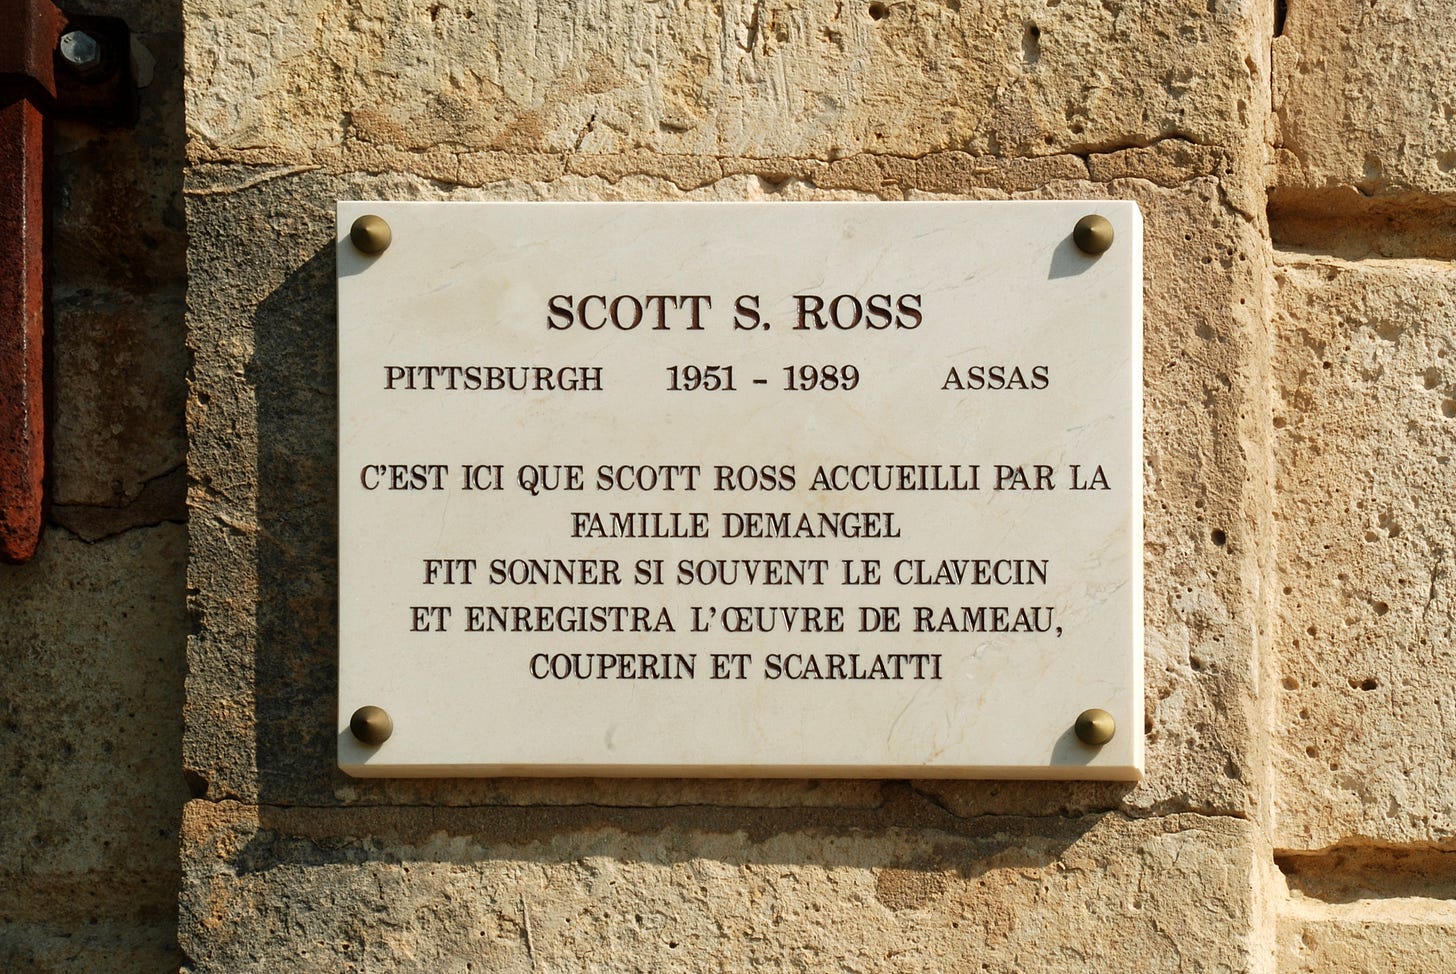 SCOTT S. ROSS
PITTSBURGH 1951 - 1989 ASSAS
C'EST ICI QUE SCOTT ROSS ACCUEILLI PAR LA
FAMILLE DEMANGEL
FIT SONNER SI SOUVENT LE CLAVECIN
ET ENREGISTRA L'ŒUVRE DE RAMEAU,
COUPERIN ET SCARLATTI